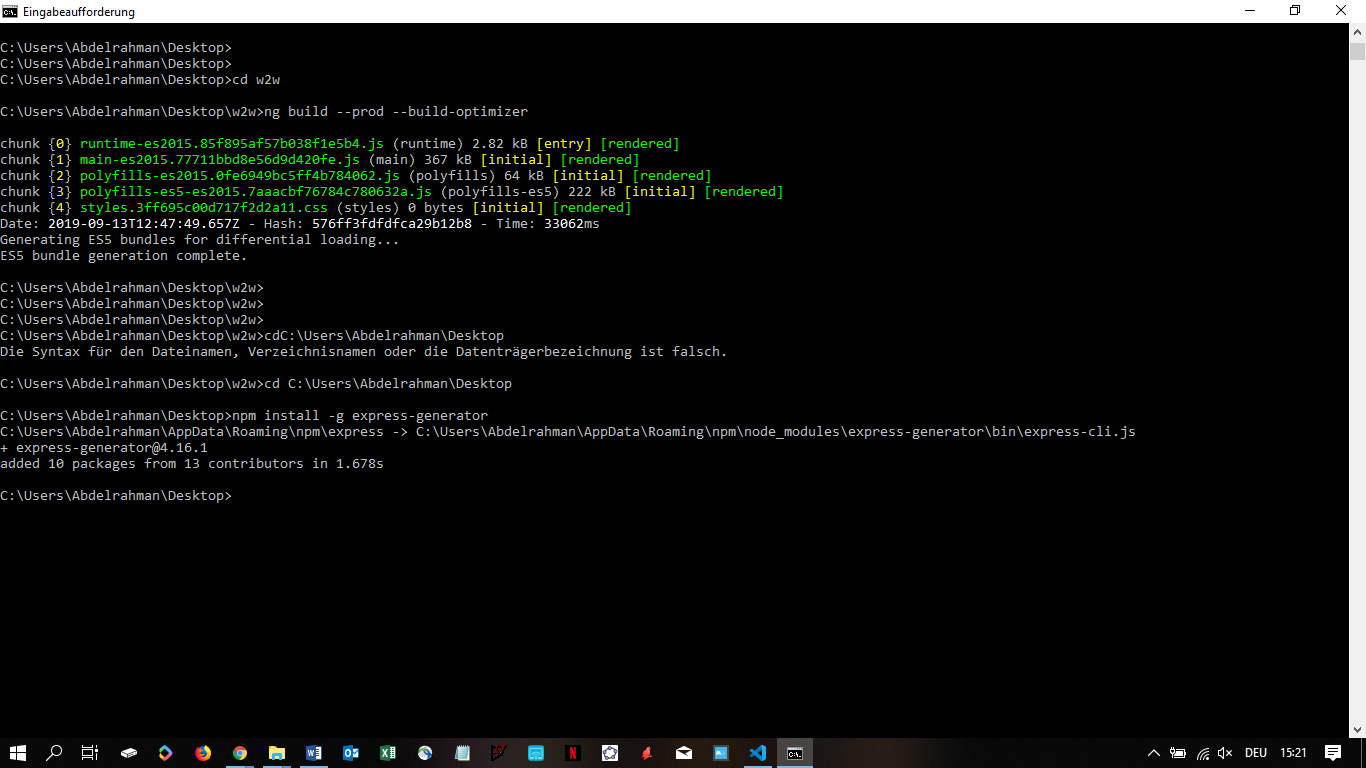 Eingabeaufforderung
C:\Users\Abdelrahman\Desktop>
C:\Users\Abdelrahman\Desktop>
C:\Users\Abdelrahman\Desktop>cd w2w
C:\Users\Abdelrahman\Desktop\w2w>ng build --prod --build-optimizer
chunk {0} runtime-es2015.85f895af57b038f1e5b4.js (runtime) 2.82 kB [entry] [rendered]
chunk {1} main-es2015.77711bbd8e56d9d420fe.js (main) 367 kB [initial] [rendered]
chunk {2} polyfills-es2015.0fe6949bc5ff4b784062.js (polyfills) 64 kB [initial] [rendered]
chunk {3} polyfills-es5-es2015.7aaacbf76784c780632a.js (polyfills-es5) 222 kB [initial] [rendered]
chunk {4} styles.3ff695c00d717f2d2a11.css (styles) 0 bytes [initial] [rendered]
Date: 2019-09-13T12:47:49.657Z - Hash: 576ff3fdfdfca29b12b8 - Time: 33062ms
Generating ES5 bundles for differential loading...
ES5 bundle generation complete.
C:\Users\Abdelrahman\Desktop\w2w>
C:\Users\Abdelrahman\Desktop\w2w>
C:\Users\Abdelrahman\Desktop\w2w>
C:\Users\Abdelrahman\Desktop\w2w>cdC:\Users\Abdelrahman\Desktop
Die Syntax für den Dateinamen, Verzeichnisnamen oder die Datenträgerbezeichnung ist falsch.
C:\Users\Abdelrahman\Desktop\w2w>cd C:\Users\Abdelrahman\Desktop
C:\Users\Abdelrahman\Desktop>npm install -g express-generator
C:\Users\Abdelrahman\AppData\Roaming\npm\express -> C:\Users\Abdelrahman\AppData\Roaming\npm\node_modules\express-generator\bin\express-cli.js
+ express-generator@4.16.1
added 10 packages from 13 contributors in 1.678s
C:\Users\Abdelrahman\Desktop>
DEU 15:21